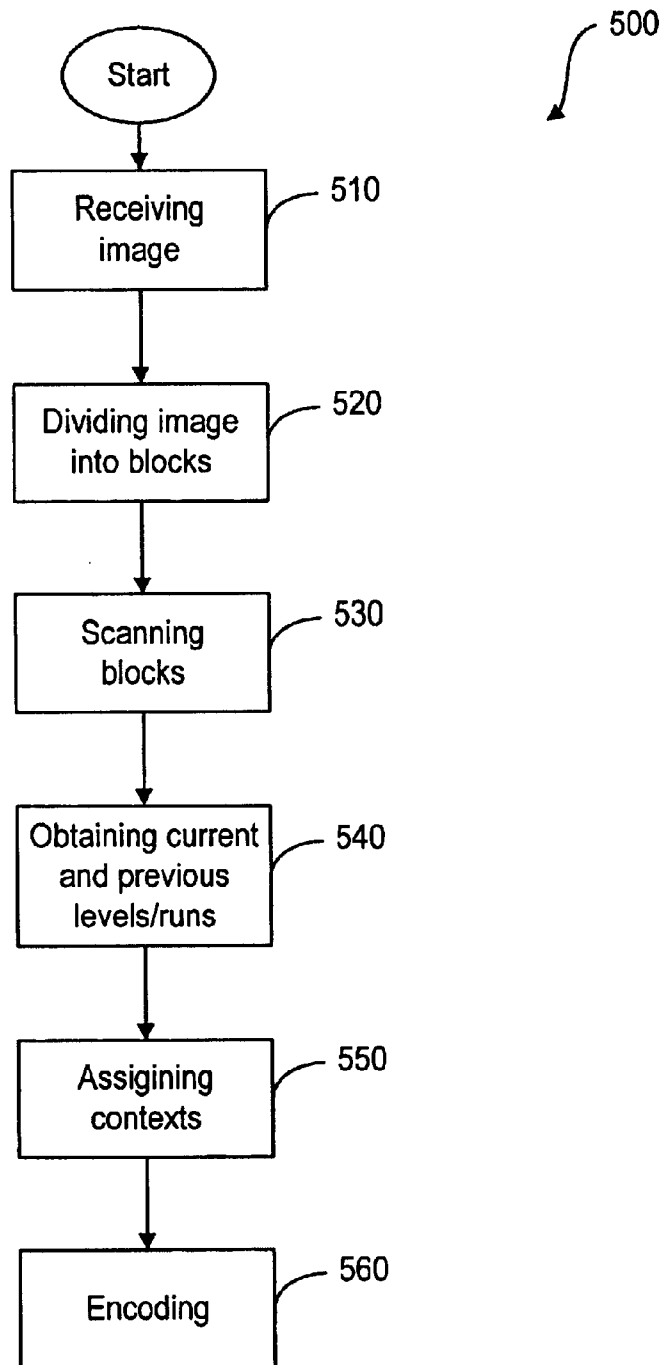 500
Start
510
Receiving
image
520
Dividing image
into blocks
530
Scanning
blocks
540
Obtaining current
and previous
levels/runs
550
Assigining
contexts
560
Encoding